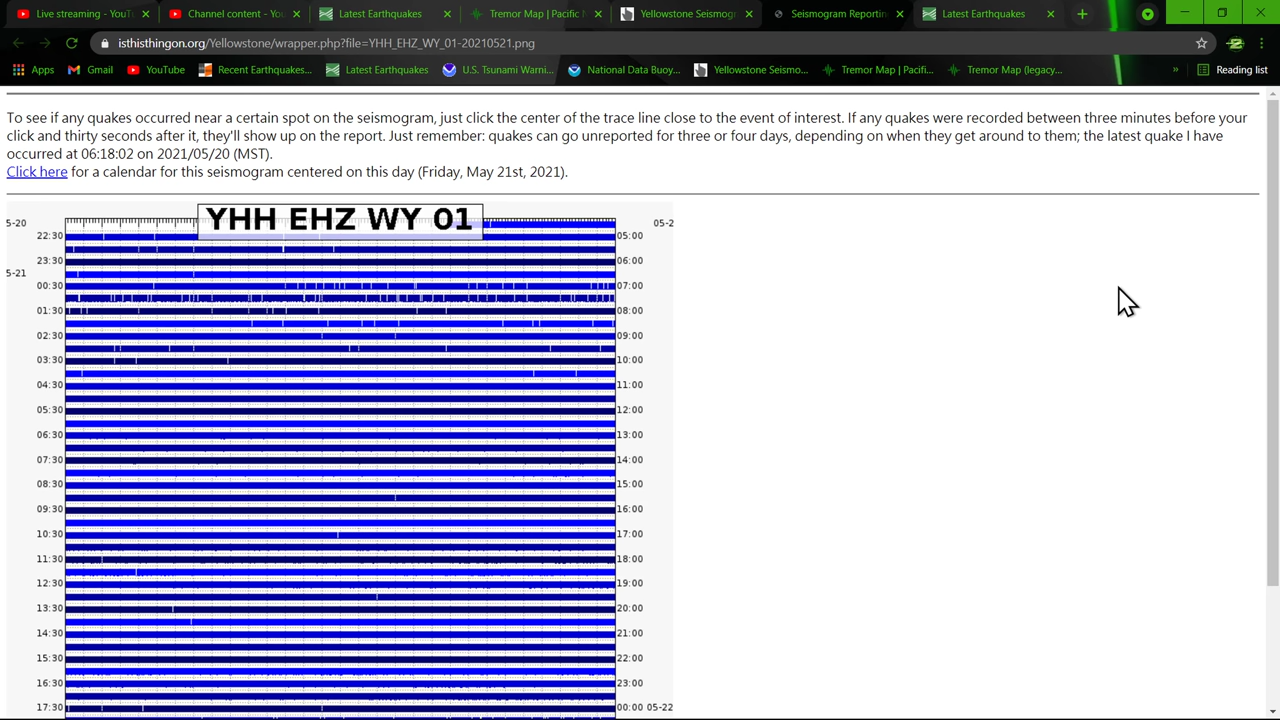 Live streaming - YouTu
Channel content - You
Latest Earthquakes
Tremor Map | Pacific N
Yellowstone Seismogr
Seismogram Repaired
Latest Earthquakes
isthisthingon.org/Yellowstone/wrapper.php?file=YHH_EHZ_WY_01-20210521.png
Apps
Gmail
YouTube
Recent Earthquakes...
Latest Earthquakes
U.S. Tsunami Warni...
National Data Buoy...
Yellowstone Seismo...
Tremor Map | Pacifi...
Tremor Map (legacy...
»
Reading list
To see if any quakes occurred near a certain spot on the seismogram, just click the center of the trace line close to the event of interest. If any quakes were recorded between three minutes before your
click and thirty seconds after it, they'll show up on the report. Just remember: quakes can go unreported for three or four days, depending on when they get around to them; the latest quake I have
occurred at 06:18:02 on 2021/05/20 (MST).
Click here for a calendar for this seismogram centered on this day (Friday, May 21st, 2021).
YHH EHZ WY 01
5-20 05-2
22:30 05:00
23:30 06:00
5-21
00:30 07:00
01:30 08:00
03:30 10:00
04:30 11:00
05:30 12:00
06:30 13:00
07:30 14:00
08:30 15:00
09:30 16:00
10:30 17:00
11:30 18:00
12:30 19:00
13:30 20:00
14:30 21:00
15:30 22:00
16:30 23:00
17:30 00:00 05-22